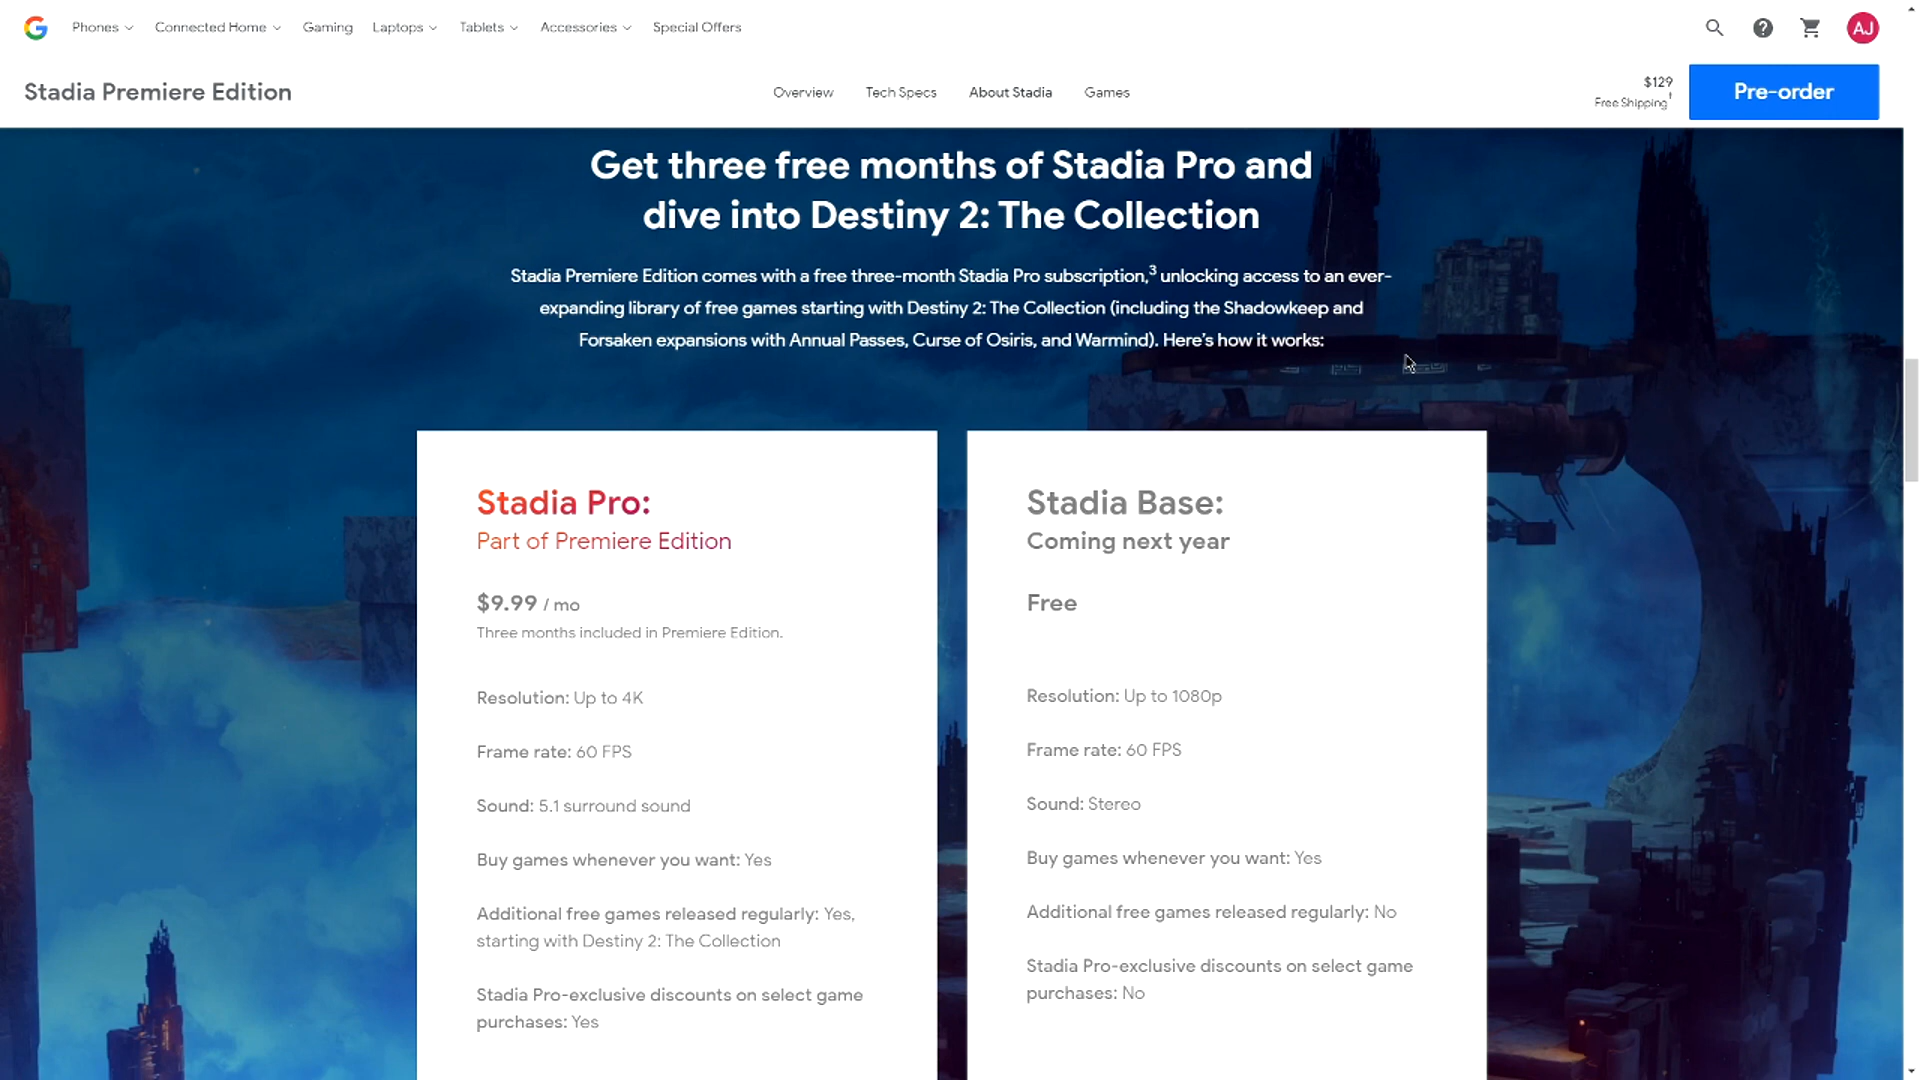 Phones Connected Home Gaming Laptops Tablets Accessories Special Offers
AJ
Stadia Premiere Edition
Overview Tech Specs About Stadia Games
$129
Free Shipping†
Pre-order
Get three free months of Stadia Pro and
dive into Destiny 2: The Collection
Stadia Premiere Edition comes with a free three-month Stadia Pro subscription,³ unlocking access to an ever-
expanding library of free games starting with Destiny 2: The Collection (including the Shadowkeep and
Forsaken expansions with Annual Passes, Curse of Osiris, and Warmind). Here's how it works:
Stadia Pro:
Part of Premiere Edition
$9.99 / mo
Three months included in Premiere Edition.
Resolution: Up to 4K
Frame rate: 60 FPS
Sound: 5.1 surround sound
Buy games whenever you want: Yes
Additional free games released regularly: Yes,
starting with Destiny 2: The Collection
Stadia Pro-exclusive discounts on select game
purchases: Yes
Stadia Base:
Coming next year
Free
Resolution: Up to 1080p
Frame rate: 60 FPS
Sound: Stereo
Buy games whenever you want: Yes
Additional free games released regularly: No
Stadia Pro-exclusive discounts on select game
purchases: No